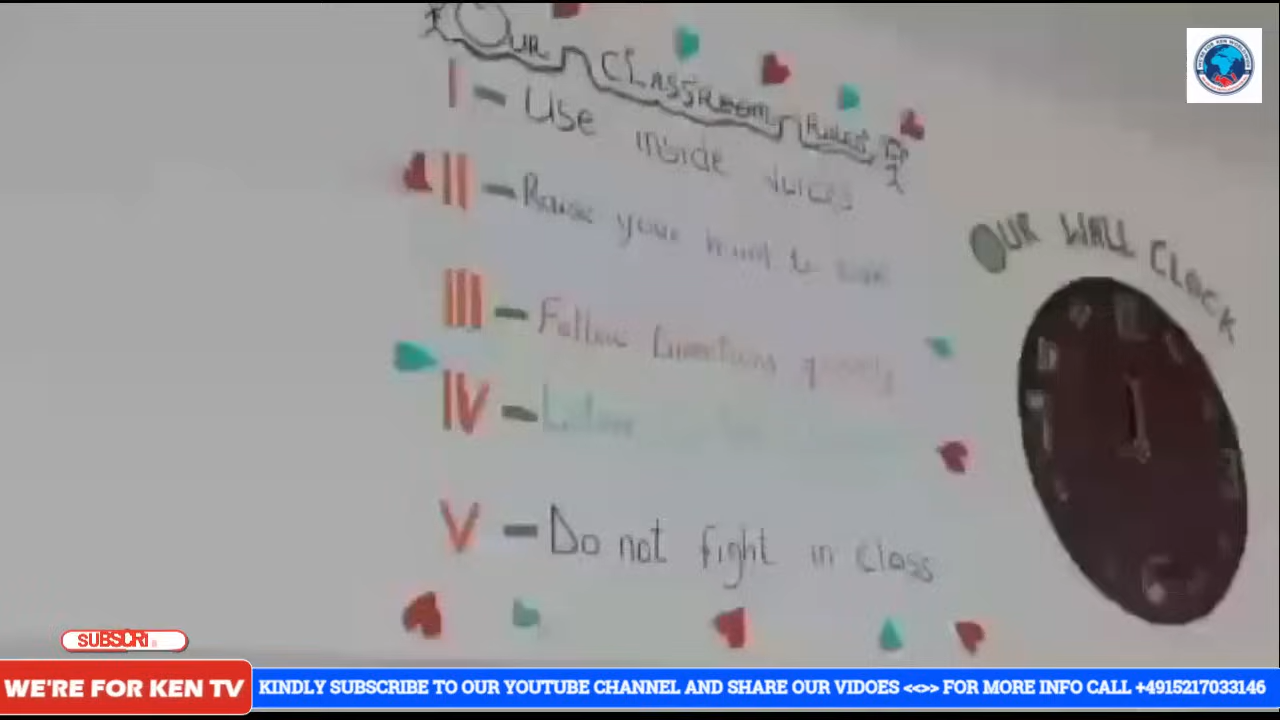 OUR CLASSROOM RULES
I - Use inside voices
II - Raise your hand to
III - Follow Directions quietly
IV - Listen
V - Do not fight in class
OUR WALL CLOCK
SUBSCRI
WE'RE FOR KEN TV
KINDLY SUBSCRIBE TO OUR YOUTUBE CHANNEL AND SHARE OUR VIDOES <<>> FOR MORE INFO CALL +4915217033146